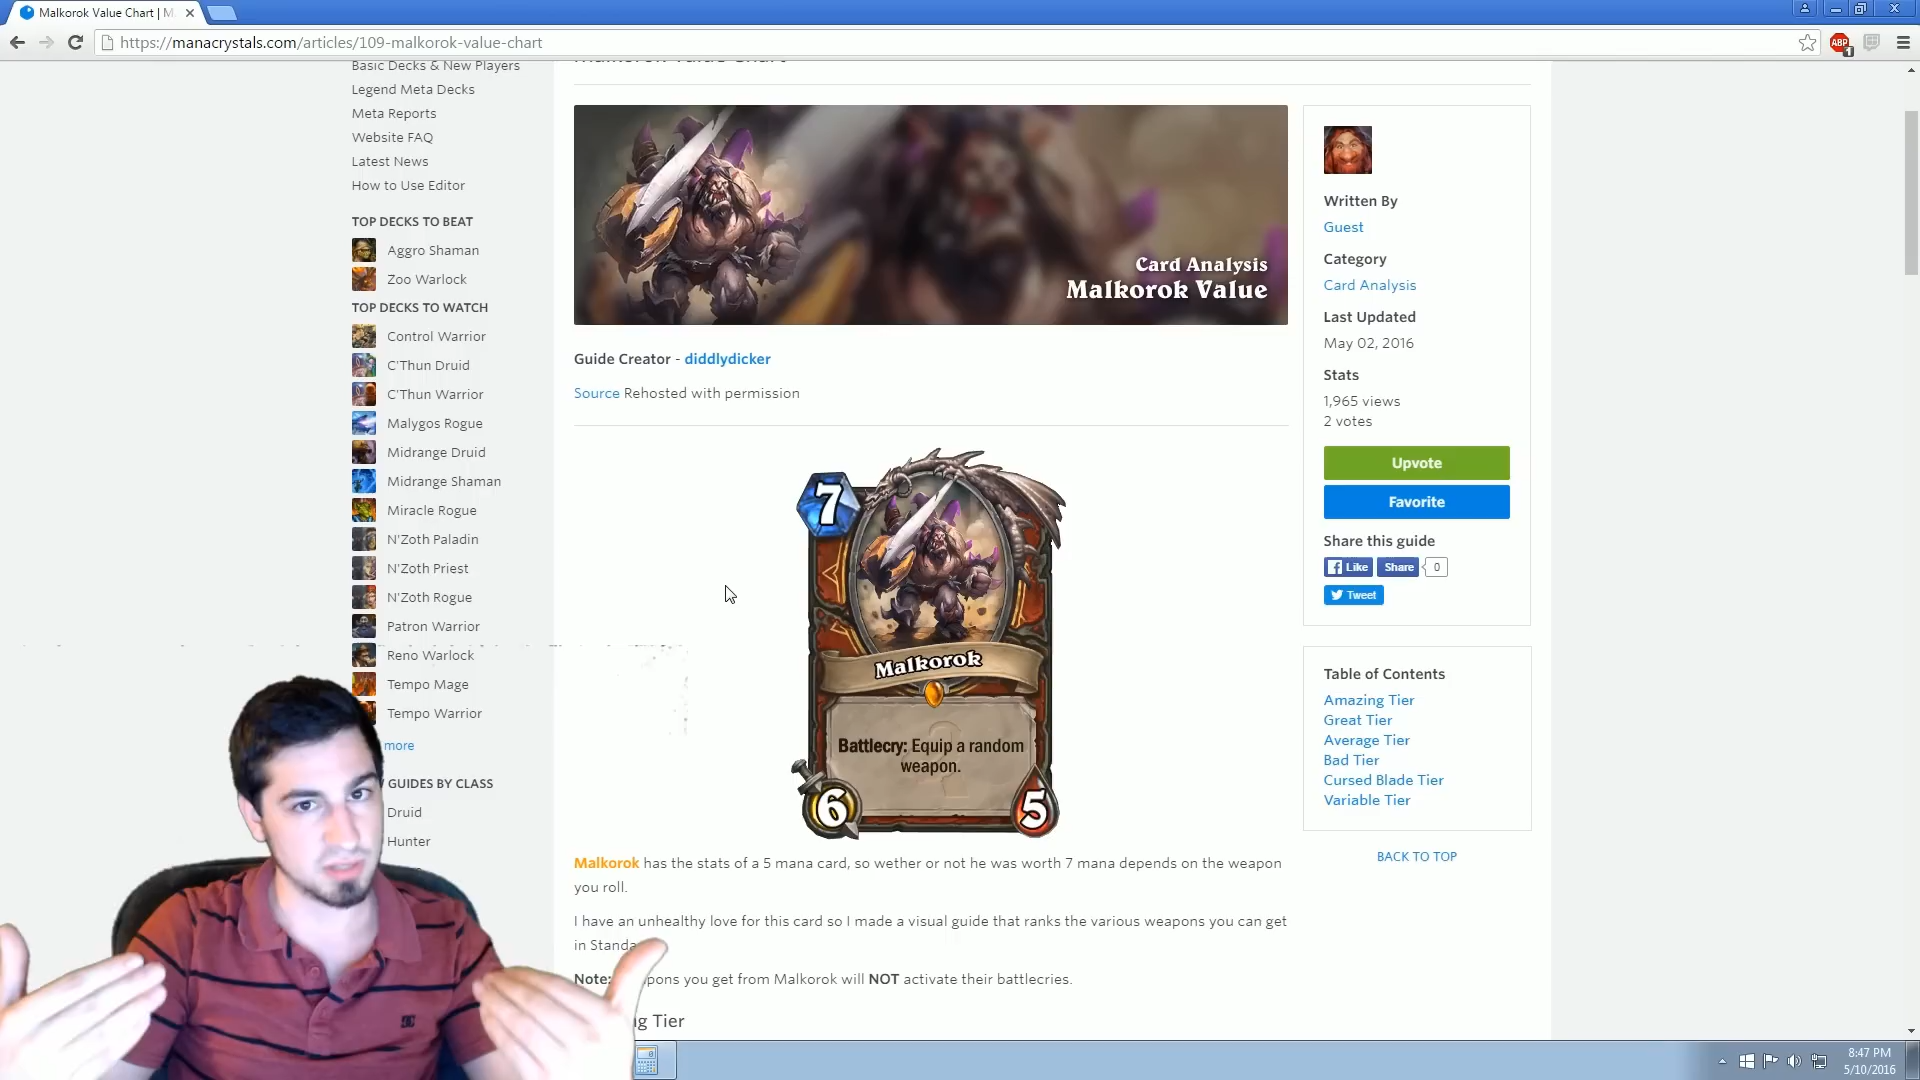 Malkorok Value Chart | M
https://manacrystals.com/articles/109-malkorok-value-chart
ABP
1
Malkorok Value Chart
Basic Decks & New Players
Legend Meta Decks
Meta Reports
Website FAQ
Latest News
How to Use Editor
TOP DECKS TO BEAT
Aggro Shaman
Zoo Warlock
TOP DECKS TO WATCH
Control Warrior
C'Thun Druid
C'Thun Warrior
Malygos Rogue
Midrange Druid
Midrange Shaman
Miracle Rogue
N'Zoth Paladin
N'Zoth Priest
N'Zoth Rogue
Patron Warrior
Reno Warlock
Tempo Mage
Tempo Warrior
more
GUIDES BY CLASS
Druid
Hunter
Card Analysis
Malkorok Value
Guide Creator - diddlydicker
Source Rehosted with permission
7
Malkorok
Battlecry: Equip a random
weapon.
6
5
Malkorok has the stats of a 5 mana card, so wether or not he was worth 7 mana depends on the weapon
you roll.
I have an unhealthy love for this card so I made a visual guide that ranks the various weapons you can get
in Standa
Note: pons you get from Malkorok will NOT activate their battlecries.
ng Tier
Written By
Guest
Category
Card Analysis
Last Updated
May 02, 2016
Stats
1,965 views
2 votes
Upvote
Favorite
Share this guide
Like
Share
0
Tweet
Table of Contents
Amazing Tier
Great Tier
Average Tier
Bad Tier
Cursed Blade Tier
Variable Tier
BACK TO TOP
8:47 PM
5/10/2016